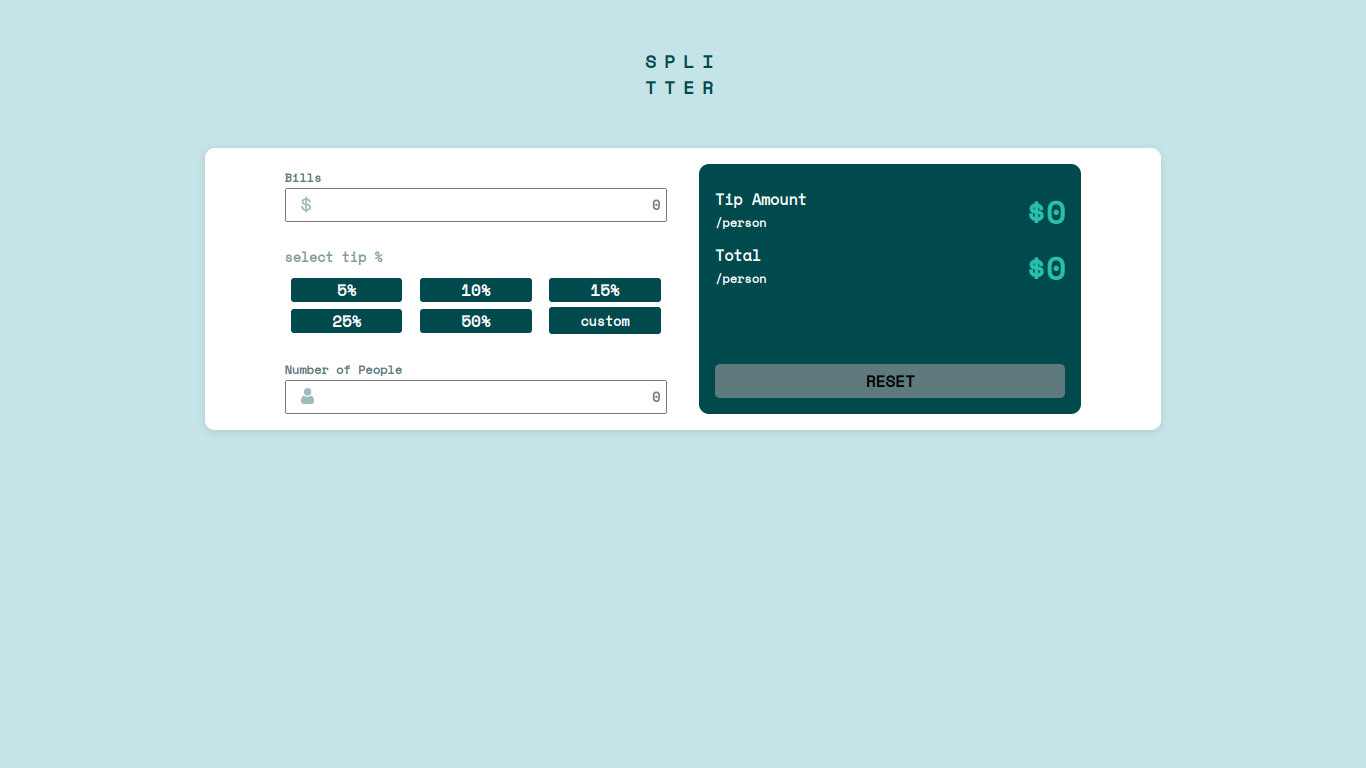 SPLI
TTER
Bills
$ 0
select tip %
5% 10% 15%
25% 50% custom
Number of People
0
Tip Amount
/person
$0
Total
/person
$0
RESET